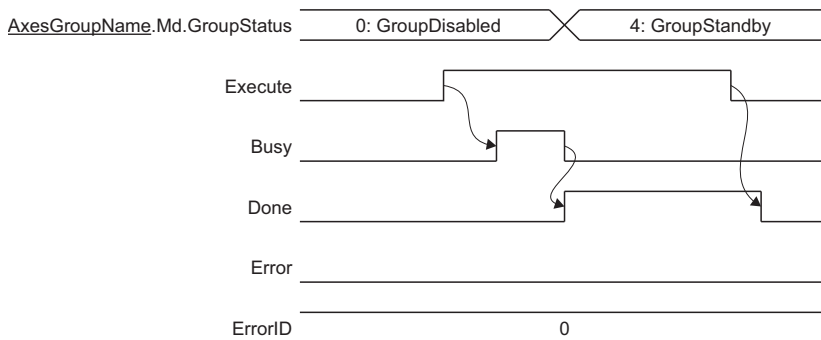 AxesGroupName.Md.GroupStatus 0: GroupDisabled 4: GroupStandby
Execute
Busy
Done
Error
ErrorID 0